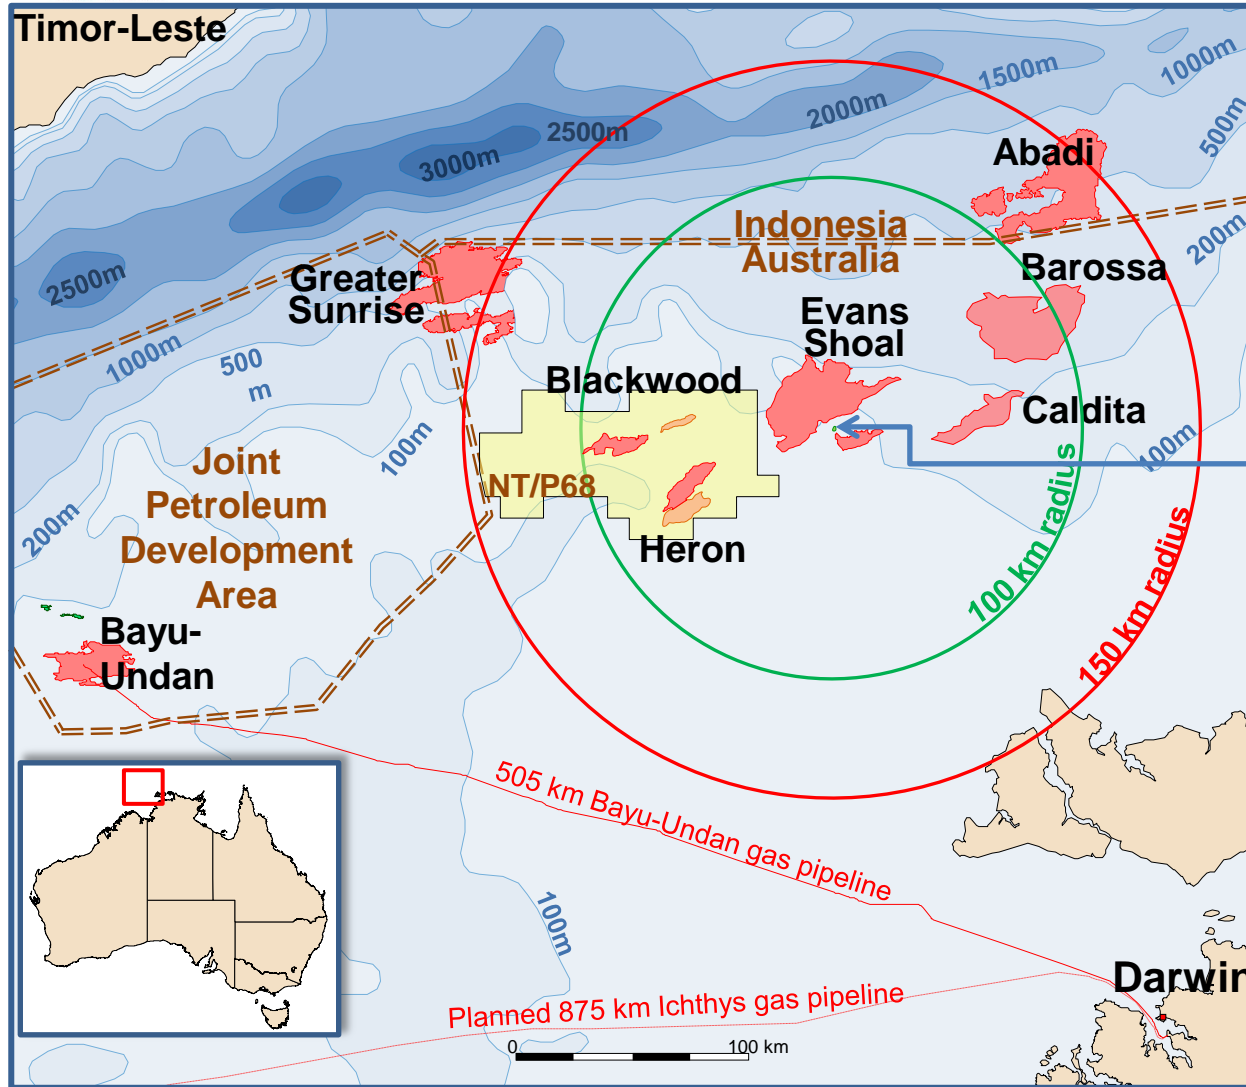 Timor-Leste
1500m
1000m
2000m
2500m
500m
3000m
Abadi
Indonesia
Australia
200m
2500m
Greater
Sunrise
Barossa
Evans
Shoal
1000m
500
m
Blackwood
Caldita
100m
100m
Joint
Petroleum
Development
Area
NT/P68
200m
Heron
100 km radius
150 km radius
Bayu-
Undan
505 km Bayu-Undan gas pipeline
100m
Darwin
Planned 875 km Ichthys gas pipeline
0 100 km